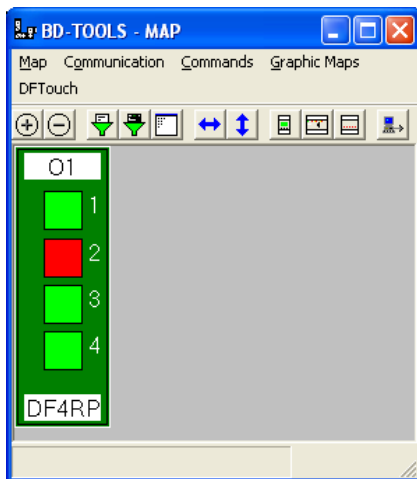 BD-TOOLS - MAP
Map Communication Commands Graphic Maps
DFTouch
O1
1
2
3
4
DF4RP